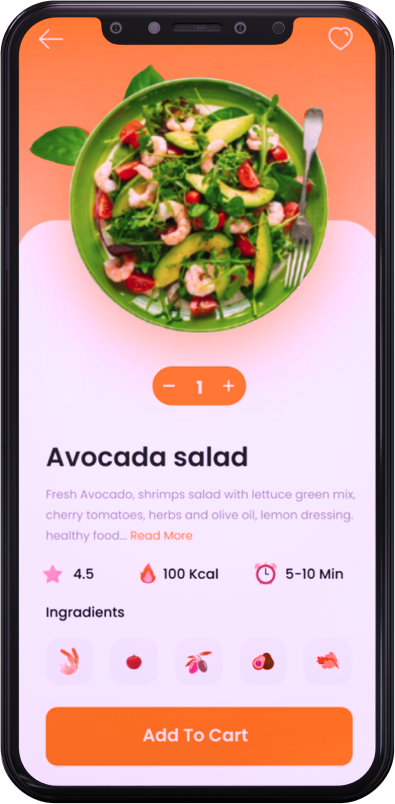 − 1 +
Avocada salad
Fresh Avocado, shrimps salad with lettuce green mix,
cherry tomatoes, herbs and olive oil, lemon dressing.
healthy food... Read More
4.5 100 Kcal 5-10 Min
Ingradients
Add To Cart